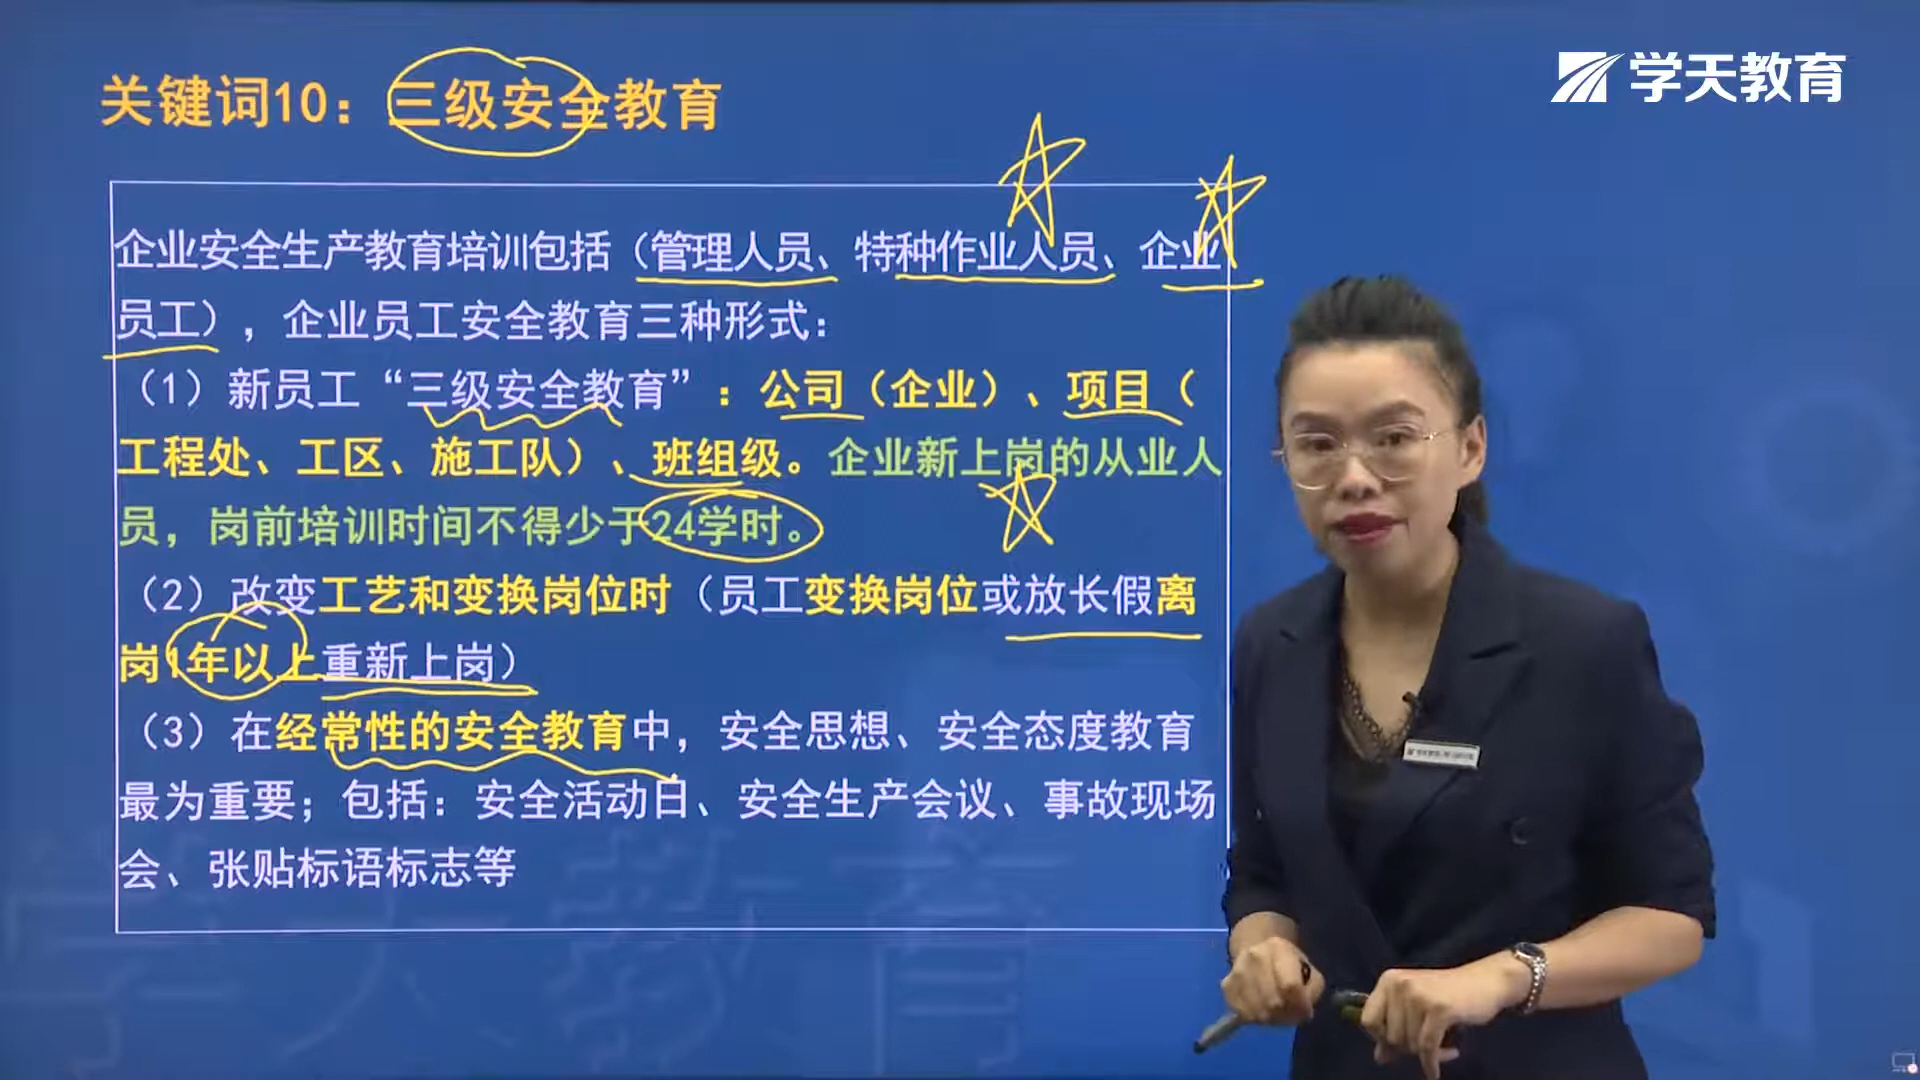 学天教育
关键词10：三级安全教育
企业安全生产教育培训包括（管理人员、特种作业人员、企业
员工），企业员工安全教育三种形式：
（1）新员工“三级安全教育”：公司（企业）、项目（
工程处、工区、施工队）、班组级。企业新上岗的从业人
员，岗前培训时间不得少于24学时。
（2）改变工艺和变换岗位时（员工变换岗位或放长假离
岗1年以上重新上岗）
（3）在经常性的安全教育中，安全思想、安全态度教育
最为重要；包括：安全活动日、安全生产会议、事故现场
会、张贴标语标志等
学天教育